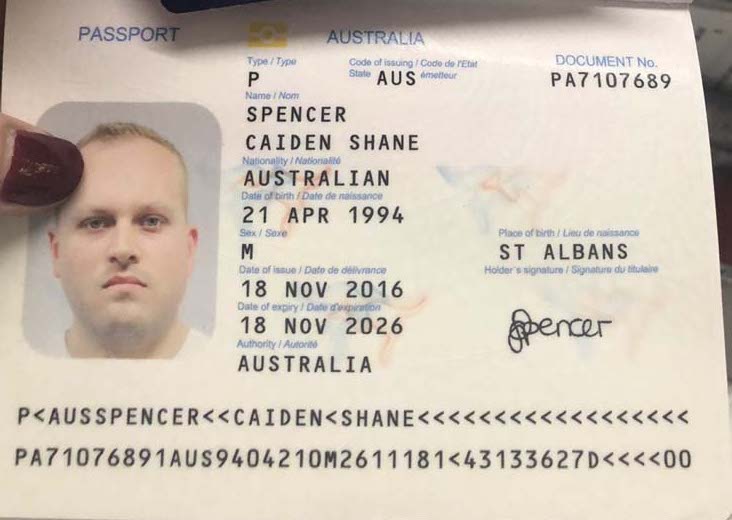 PASSPORT
AUSTRALIA
Type / Type
P
Code of issuing / Code de l'État
State AUS émetteur
DOCUMENT No.
PA7107689
Name / Nom
SPENCER
CAIDEN SHANE
Nationality / Nationalité
AUSTRALIAN
Date of birth / Date de naissance
21 APR 1994
Sex / Sexe
M
Place of birth / Lieu de naissance
ST ALBANS
Date of issue / Date de délivrance
18 NOV 2016
Holder's signature / Signature du titulaire
Spencer
Date of expiry / Date d'expiration
18 NOV 2026
Authority / Autorité
AUSTRALIA
P<AUSSPENCER<<CAIDEN<SHANE<<<<<<<<<<<<<<<<<<<
PA71076891AUS9404210M2611181<43133627D<<<<00